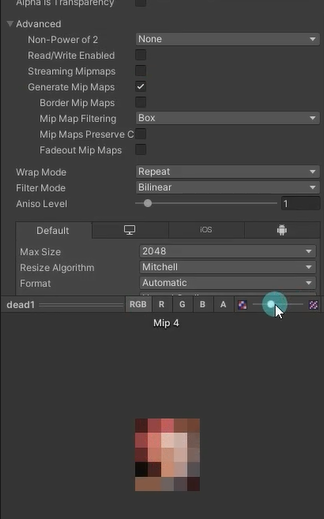 Alpha Is Transparency
Advanced
Non-Power of 2 None
Read/Write Enabled
Streaming Mipmaps
Generate Mip Maps
Border Mip Maps
Mip Map Filtering Box
Mip Maps Preserve C
Fadeout Mip Maps
Wrap Mode Repeat
Filter Mode Bilinear
Aniso Level 1
Default iOS
Max Size 2048
Resize Algorithm Mitchell
Format Automatic
dead1 RGB R G B A
Mip 4